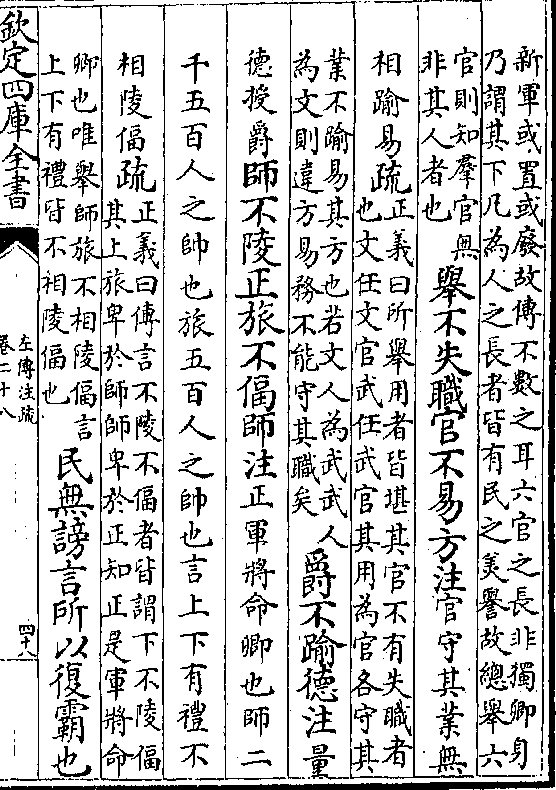 新軍或置或廢故傳不數之耳六官之長非獨卿身
乃謂其下凡為人之長者皆有民之美譽故總舉六
官則知羣官無
非其人者也
舉不失職官不易方注官守其業無
相踰易疏
正義曰所舉用者皆堪其官不有失職者
也文任文官武任武官其用為官各守其
業不踰易其方也若文人為武武人
為文則違方易務不能守其職矣
爵不踰德注量
德授爵師不陵正旅不偪師注正軍將命卿也師二
千五百人之帥也旅五百人之帥也言上下有禮不
相陵偪疏
正義曰傳言不陵不偪者皆謂下不陵偪
其上旅卑於師師卑於正知正是軍將命
卿也唯舉師旅不相陵偪言
上下有禮皆不相陵偪也
民無謗言所以復霸也
欽定四庫全書
左傳注疏
卷二十八
四十八